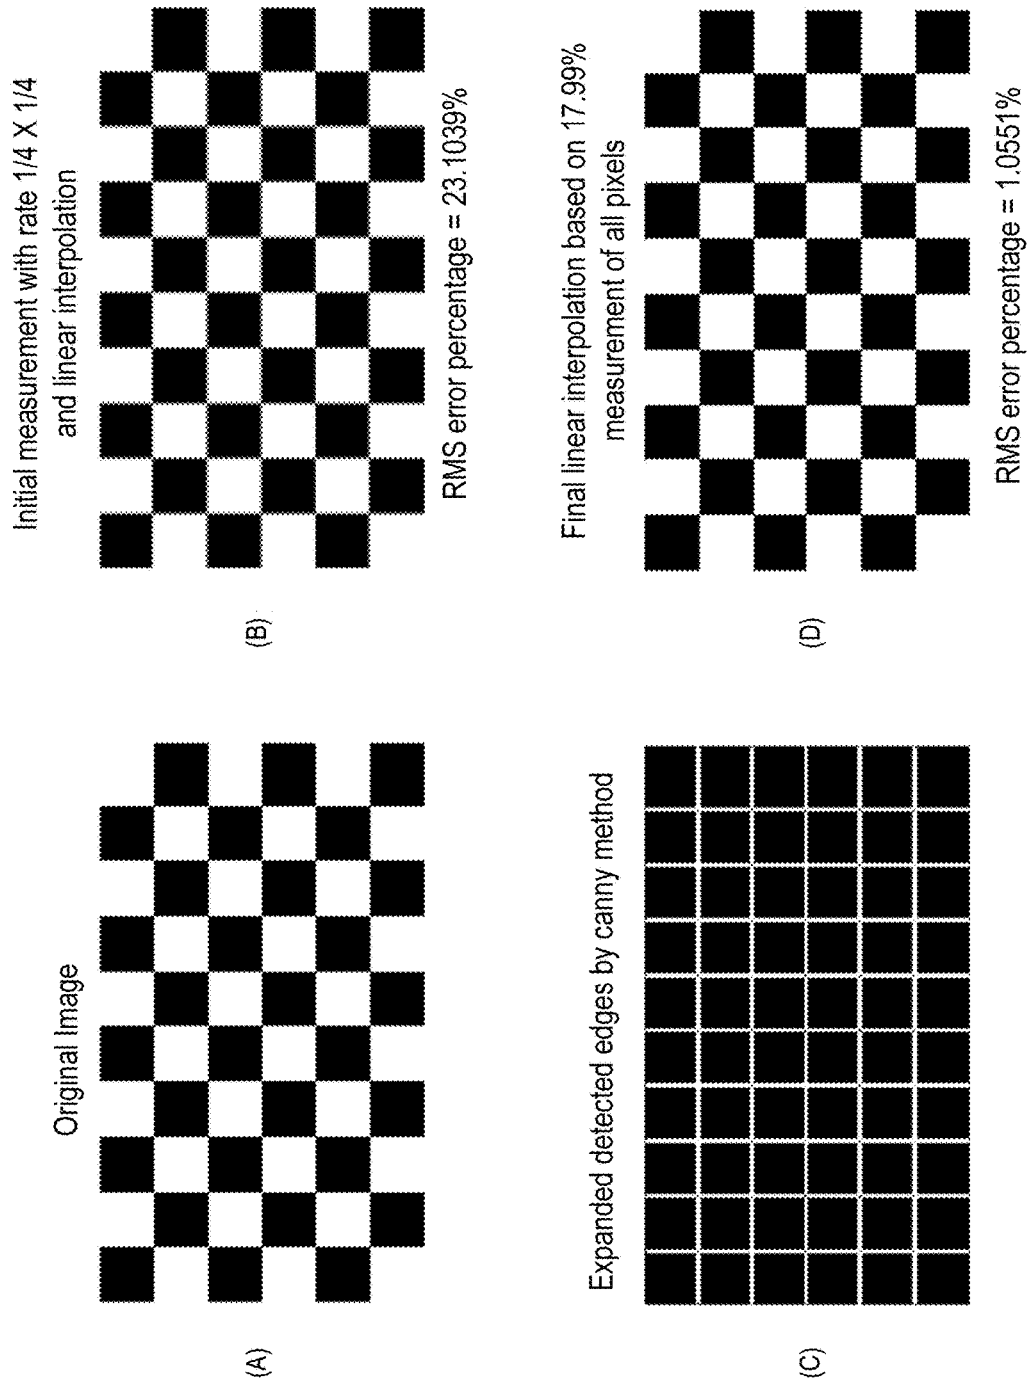 Original Image
(A)
Initial measurement with rate 1/4 X 1/4
and linear interpolation
RMS error percentage = 23.1039%
(B)
Expanded detected edges by canny method
(C)
Final linear interpolation based on 17.99%
measurement of all pixels
RMS error percentage = 1.0551%
(D)